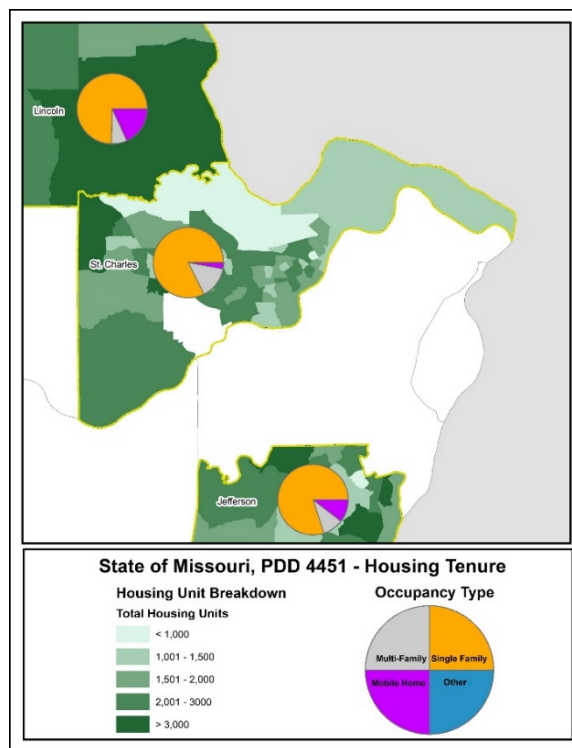 Lincoln
St. Charles
Jefferson
State of Missouri, PDD 4451 - Housing Tenure
Housing Unit Breakdown
Total Housing Units
< 1,000
1,001 - 1,500
1,501 - 2,000
2,001 - 3000
> 3,000
Occupancy Type
Multi-Family
Single Family
Mobile Home
Other